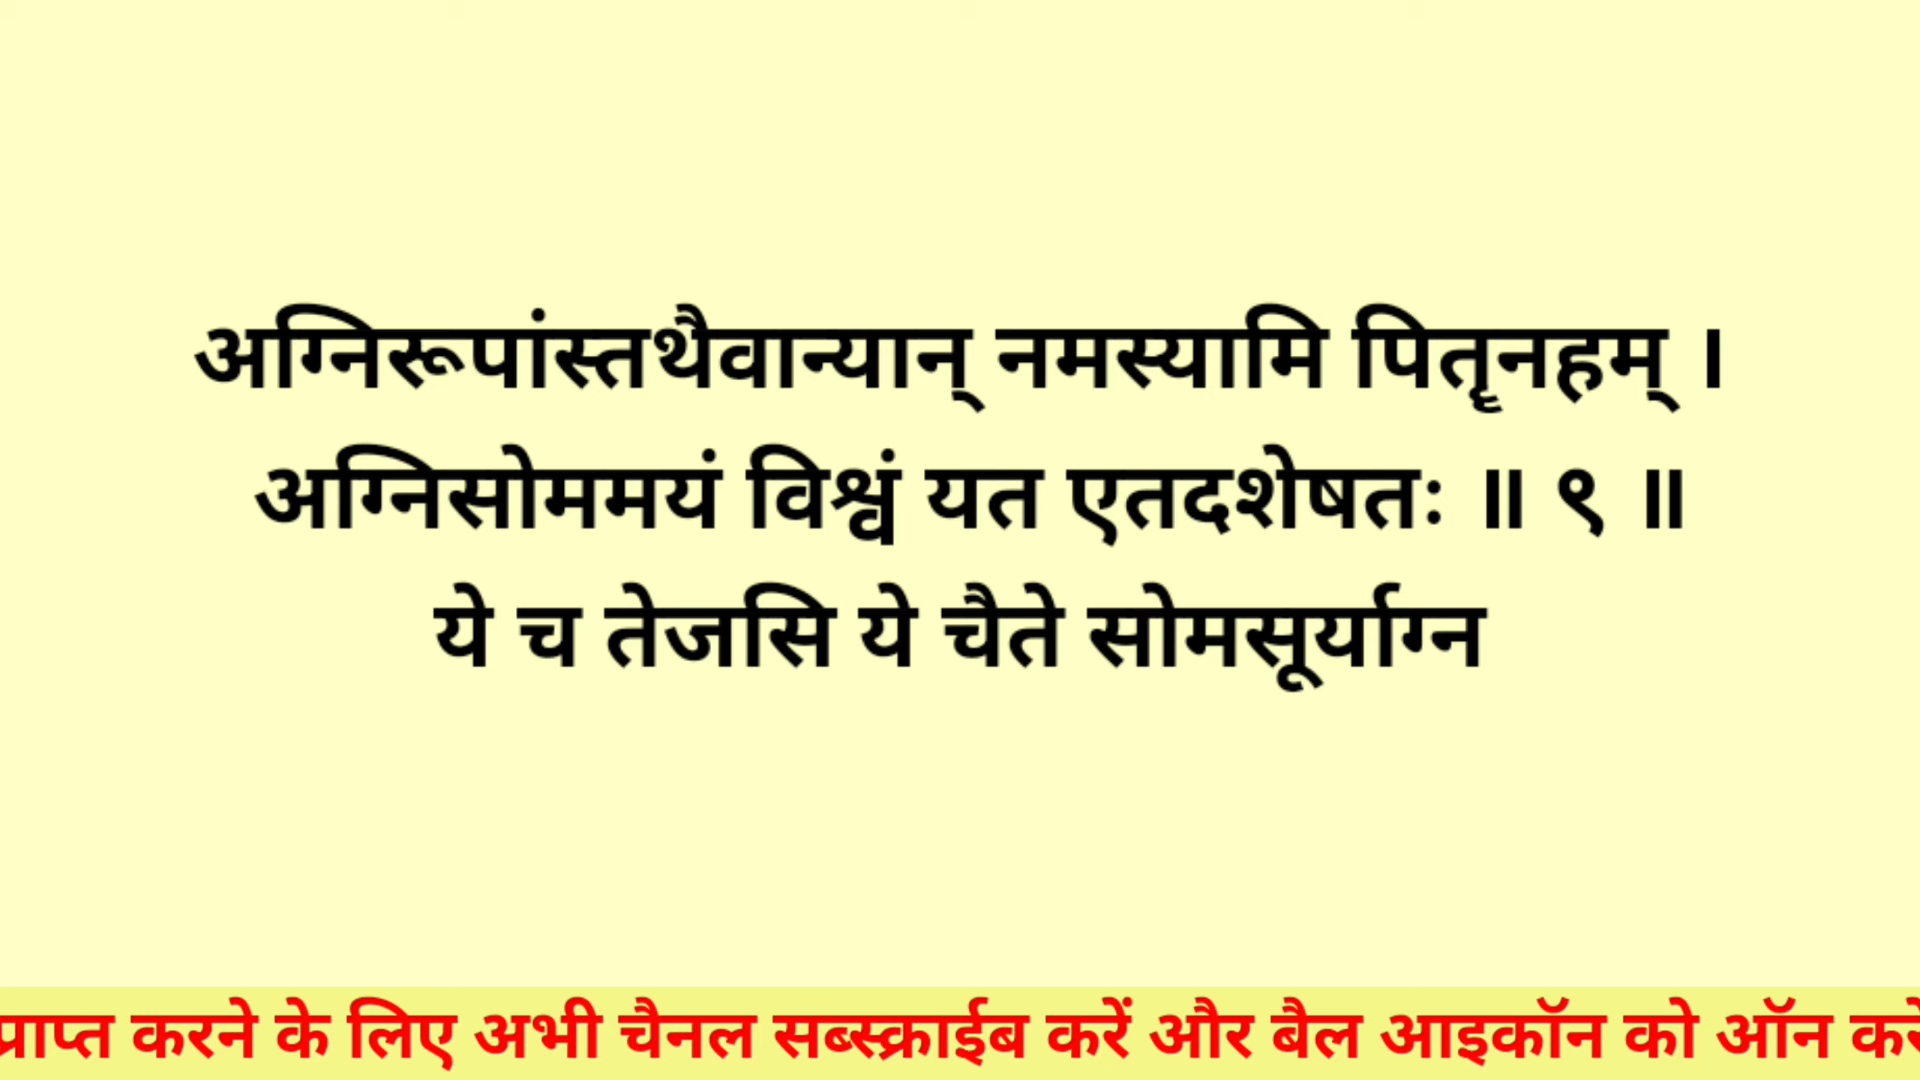 अग्निरूपांस्तथैवान्यान् नमस्यामि पितॄनहम् ।
अग्निसोममयं विश्वं यत एतदशेषतः ॥ ९ ॥
ये च तेजसि ये चैते सोमसूर्याग्न
प्राप्त करने के लिए अभी चैनल सब्स्क्राईब करें और बैल आइकॉन को ऑन करे